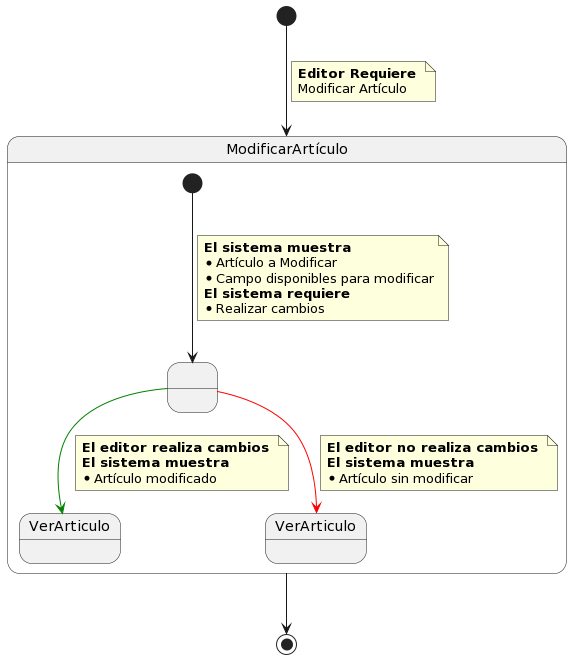 Editor Requiere
Modificar Artículo
ModificarArtículo
El sistema muestra
• Artículo a Modificar
• Campo disponibles para modificar
El sistema requiere
• Realizar cambios
El editor realiza cambios
El sistema muestra
• Artículo modificado
El editor no realiza cambios
El sistema muestra
• Artículo sin modificar
VerArticulo
VerArticulo